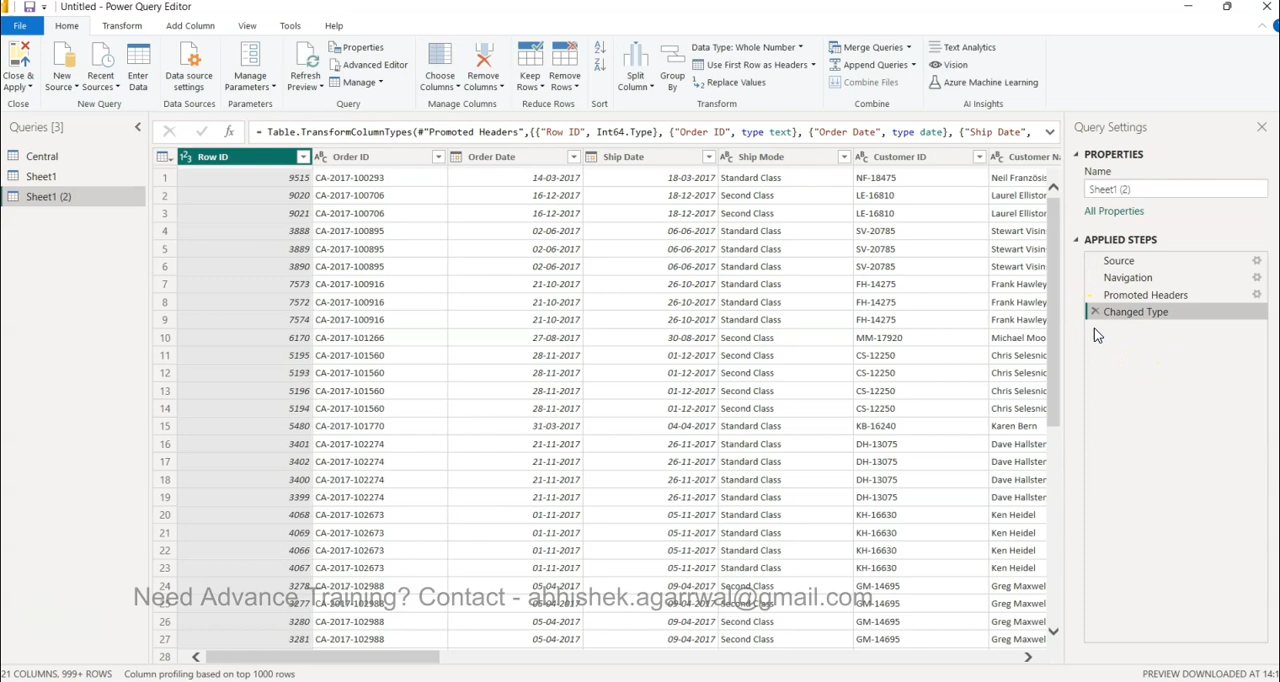 Untitled - Power Query Editor
File Home Transform Add Column View Tools Help
Close & Apply New Source Recent Sources Enter Data Data source settings Manage Parameters Refresh Preview Properties Advanced Editor Manage Choose Columns Remove Columns Keep Rows Remove Rows Split Column Group By Data Type: Whole Number Use First Row as Headers Replace Values Merge Queries Append Queries Combine Files Text Analytics Vision Azure Machine Learning
Close New Query Data Sources Parameters Query Manage Columns Reduce Rows Sort Transform Combine AI Insights
Queries [3]
Central
Sheet1
Sheet1 (2)
= Table.TransformColumnTypes(#"Promoted Headers",{{"Row ID", Int64.Type}, {"Order ID", type text}, {"Order Date", type date}, {"Ship Date",
Row ID Order ID Order Date Ship Date Ship Mode Customer ID Customer Na
1 9515 CA-2017-100293 14-03-2017 18-03-2017 Standard Class NF-18475 Neil Französis
2 9020 CA-2017-100706 16-12-2017 18-12-2017 Second Class LE-16810 Laurel Elliston
3 9021 CA-2017-100706 16-12-2017 18-12-2017 Second Class LE-16810 Laurel Elliston
4 3888 CA-2017-100895 02-06-2017 06-06-2017 Standard Class SV-20785 Stewart Visin
5 3889 CA-2017-100895 02-06-2017 06-06-2017 Standard Class SV-20785 Stewart Visin
6 3890 CA-2017-100895 02-06-2017 06-06-2017 Standard Class SV-20785 Stewart Visin
7 7573 CA-2017-100916 21-10-2017 26-10-2017 Standard Class FH-14275 Frank Hawley
8 7572 CA-2017-100916 21-10-2017 26-10-2017 Standard Class FH-14275 Frank Hawley
9 7574 CA-2017-100916 21-10-2017 26-10-2017 Standard Class FH-14275 Frank Hawley
10 6170 CA-2017-101266 27-08-2017 30-08-2017 Second Class MM-17920 Michael Moo
11 5195 CA-2017-101560 28-11-2017 01-12-2017 Second Class CS-12250 Chris Selesnic
12 5193 CA-2017-101560 28-11-2017 01-12-2017 Second Class CS-12250 Chris Selesnic
13 5196 CA-2017-101560 28-11-2017 01-12-2017 Second Class CS-12250 Chris Selesnic
14 5194 CA-2017-101560 28-11-2017 01-12-2017 Second Class CS-12250 Chris Selesnic
15 5480 CA-2017-101770 31-03-2017 04-04-2017 Second Class KB-16240 Karen Bern
16 3401 CA-2017-102274 21-11-2017 26-11-2017 Standard Class DH-13075 Dave Hallsten
17 3402 CA-2017-102274 21-11-2017 26-11-2017 Standard Class DH-13075 Dave Hallsten
18 3400 CA-2017-102274 21-11-2017 26-11-2017 Standard Class DH-13075 Dave Hallsten
19 3399 CA-2017-102274 21-11-2017 26-11-2017 Standard Class DH-13075 Dave Hallsten
20 4068 CA-2017-102673 01-11-2017 05-11-2017 Standard Class KH-16630 Ken Heidel
21 4069 CA-2017-102673 01-11-2017 05-11-2017 Standard Class KH-16630 Ken Heidel
22 4066 CA-2017-102673 01-11-2017 05-11-2017 Standard Class KH-16630 Ken Heidel
23 4067 CA-2017-102673 01-11-2017 05-11-2017 Standard Class KH-16630 Ken Heidel
24 3278 CA-2017-102988 05-04-2017 09-04-2017 Second Class GM-14695 Greg Maxwel
Need Advance Training? Contact - abhishek.agarrwal@gmail.com
25 3277 CA-2017-102988 05-04-2017 09-04-2017 Second Class GM-14695 Greg Maxwel
26 3280 CA-2017-102988 05-04-2017 09-04-2017 Second Class GM-14695 Greg Maxwel
27 3281 CA-2017-102988 05-04-2017 09-04-2017 Second Class GM-14695 Greg Maxwel
28
Query Settings
PROPERTIES
Name
Sheet1 (2)
All Properties
APPLIED STEPS
Source
Navigation
Promoted Headers
Changed Type
21 COLUMNS, 999+ ROWS Column profiling based on top 1000 rows PREVIEW DOWNLOADED AT 14:1